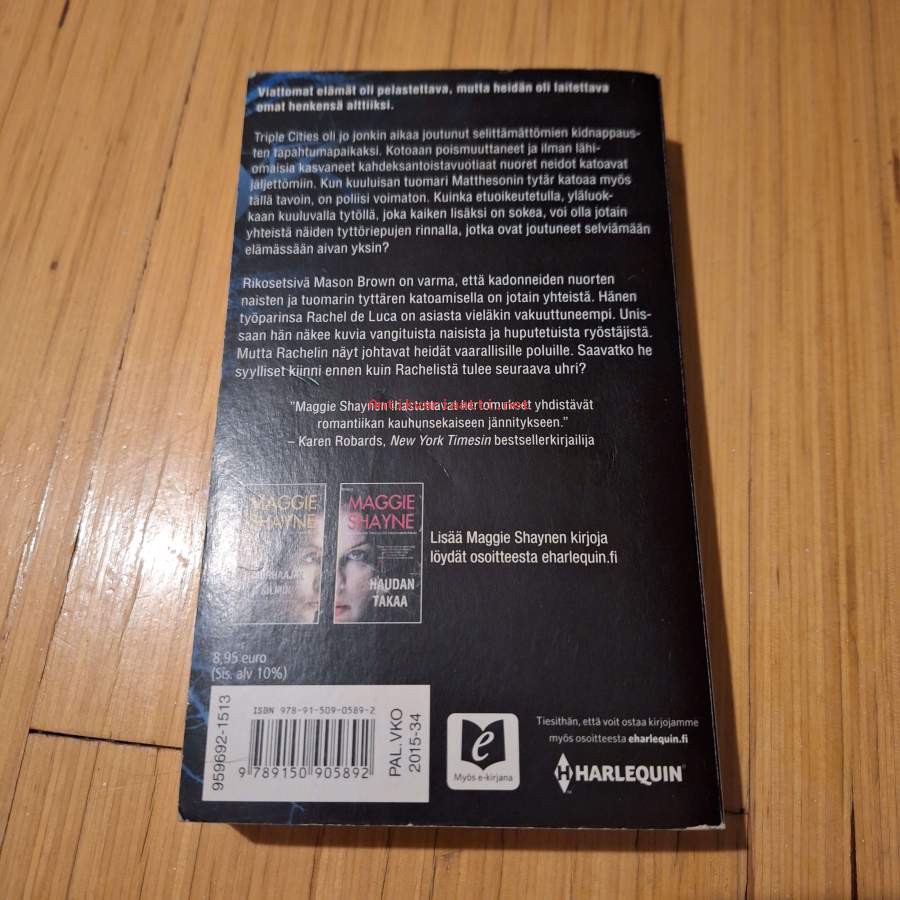 Viattomat elämät oli pelastettava, mutta heidän oli laitettava
omat henkensä alttiiksi.
Triple Cities oli jo jonkin aikaa joutunut selittämättömien kidnappaus-
ten tapahtumapaikaksi. Kotoaan poismuuttaneet ja ilman lähi-
omaisia kasvaneet kahdeksantoistavuotiaat nuoret neidot katoavat
jäljettömiin. Kun kuuluisan tuomari Matthesonin tytär katoaa myös
tällä tavoin, on poliisi voimaton. Kuinka etuoikeutetulla, yläluok-
kaan kuuluvalla tytöllä, joka kaiken lisäksi on sokea, voi olla jotain
yhteistä näiden tyttöriepujen rinnalla, jotka ovat joutuneet selviämään
elämässään aivan yksin?
Rikosetsivä Mason Brown on varma, että kadonneiden nuorten
naisten ja tuomarin tyttären katoamisella on jotain yhteistä. Hänen
työparinsa Rachel de Luca on asiasta vieläkin vakuuttuneempi. Unis-
saan hän näkee kuvia vangituista naisista ja huputetuista ryöstäjistä.
Mutta Rachelin näyt johtavat heidät vaarallisille poluille. Saavatko he
syylliset kiinni ennen kuin Rachelistä tulee seuraava uhri?
"Maggie Shaynen ihastuttavat kertomukset yhdistävät
romantiikan kauhunsekaiseen jännitykseen."
– Karen Robards, New York Timesin bestsellerkirjailija
Antikvariaatti.net
MAGGIE
SHAYNE
MURHAAJAN
SILMIN
MAGGIE
SHAYNE
HAUDAN
TAKAA
Lisää Maggie Shaynen kirjoja
löydät osoitteesta eharlequin.fi
8,95 euro
(Sis. alv 10%)
959692-1513
ISBN 978-91-509-0589-2
9 789150 905892
PAL.VKO
2015-34
e
Myös e-kirjana
Tiesithän, että voit ostaa kirjojamme
myös osoitteesta eharlequin.fi
H HARLEQUIN